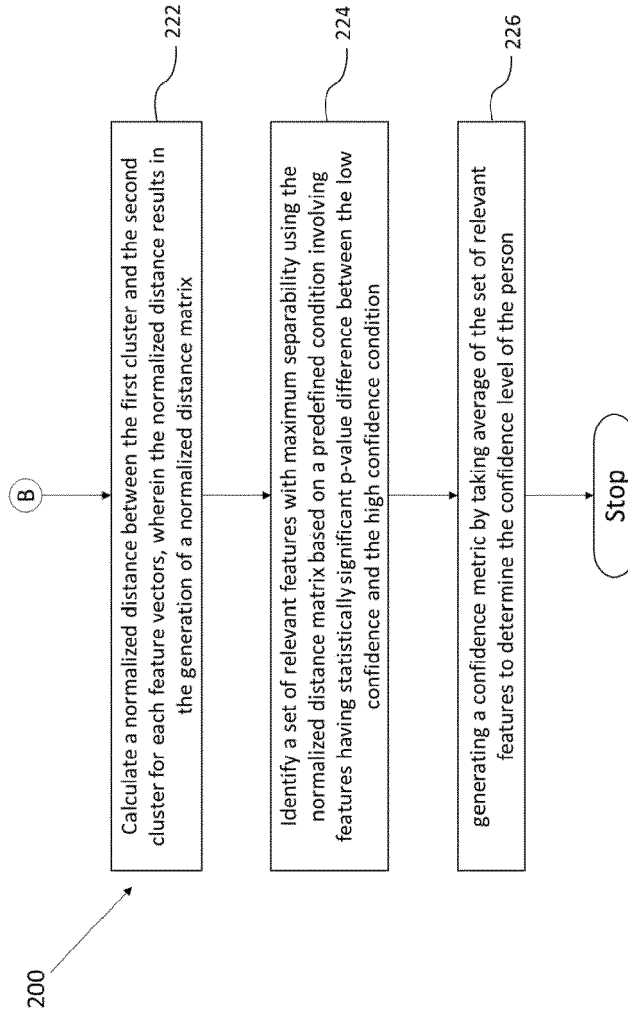 200
B
Calculate a normalized distance between the first cluster and the second
cluster for each feature vectors, wherein the normalized distance results in
the generation of a normalized distance matrix
222
Identify a set of relevant features with maximum separability using the
normalized distance matrix based on a predefined condition involving
features having statistically significant p-value difference between the low
confidence and the high confidence condition
224
generating a confidence metric by taking average of the set of relevant
features to determine the confidence level of the person
226
Stop